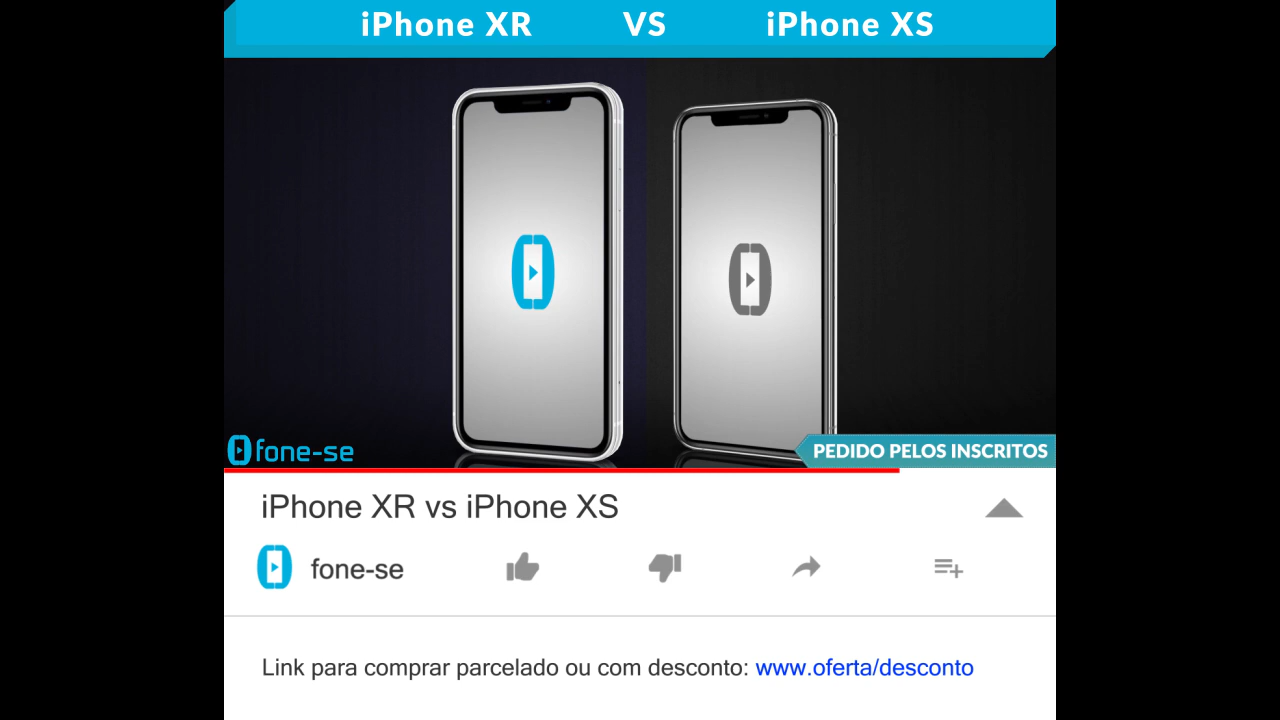 iPhone XR VS iPhone XS
fone-se
PEDIDO PELOS INSCRITOS
iPhone XR vs iPhone XS
fone-se
Link para comprar parcelado ou com desconto: www.oferta/desconto